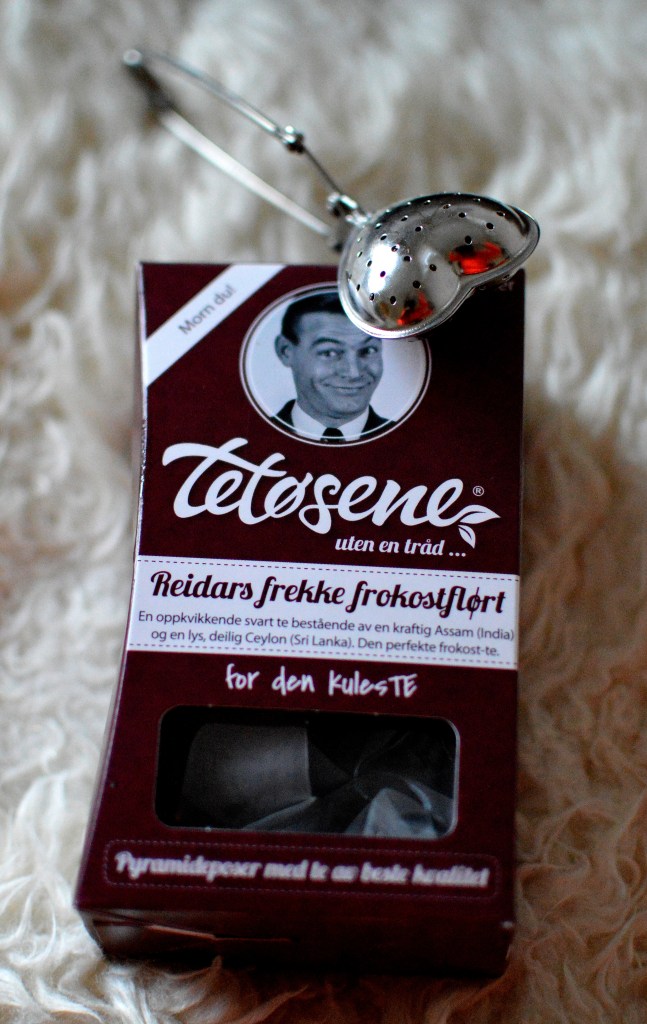 Morn du!
Tetøsene®
uten en tråd ...
Reidars frekke frokostflørt
En oppkvikkende svart te bestående av en kraftig Assam (India)
og en lys, deilig Ceylon (Sri Lanka). Den perfekte frokost-te.
for den kulesTE
Pyramideposer med te av beste kvalitet